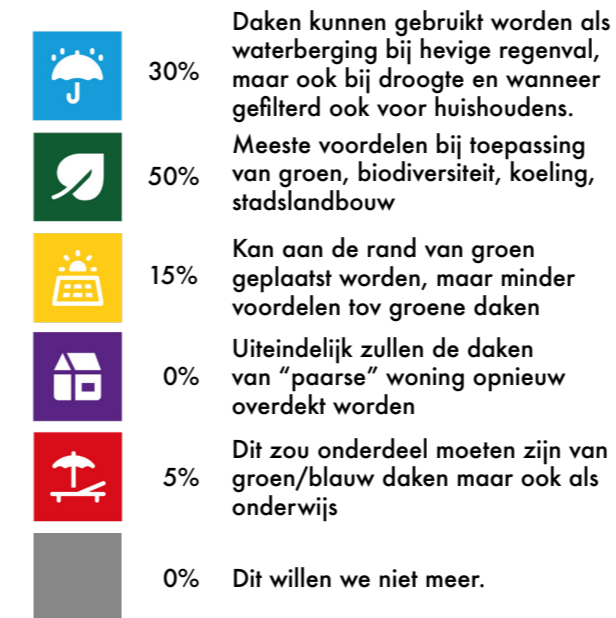 Daken kunnen gebruikt worden als
waterberging bij hevige regenval,
30%
maar ook bij droogte en wanneer
gefilterd ook voor huishoudens.
Meeste voordelen bij toepassing
50%
van groen, biodiversiteit, koeling,
stadslandbouw
Kan aan de rand van groen
15%
geplaatst worden, maar minder
voordelen tov groene daken
Uiteindelijk zullen de daken
0%
van “paarse” woning opnieuw
overdekt worden
Dit zou onderdeel moeten zijn van
5%
groen/blauw daken maar ook als
onderwijs
0%
Dit willen we niet meer.